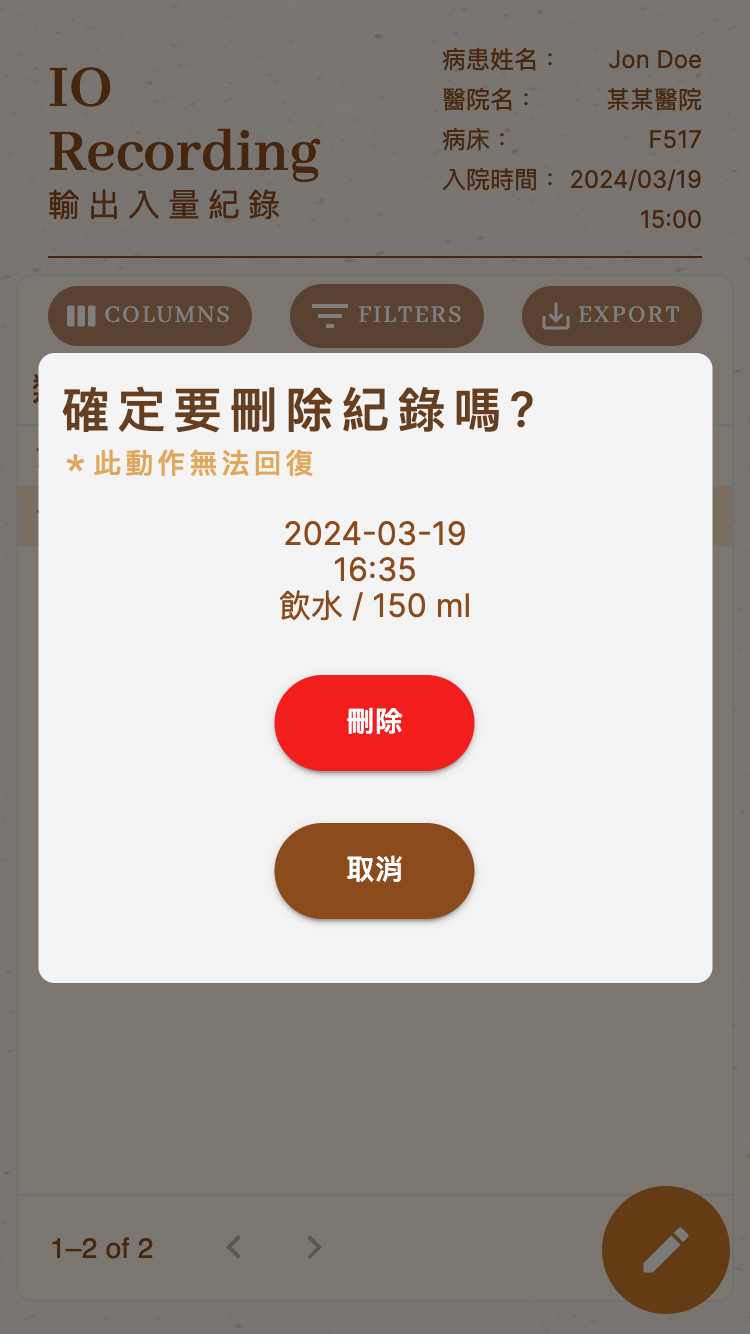 IO
Recording
輸出入量紀錄
病患姓名： Jon Doe
醫院名： 某某醫院
病床： F517
入院時間： 2024/03/19
15:00
COLUMNS FILTERS EXPORT
確定要刪除紀錄嗎?
*此動作無法回復
2024-03-19
16:35
飲水 / 150 ml
刪除
取消
1–2 of 2